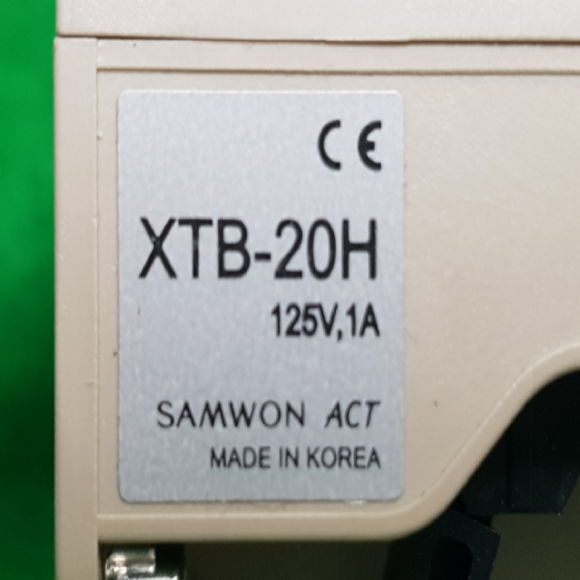 CE
XTB-20H
125V,1A
SAMWON ACT
MADE IN KOREA